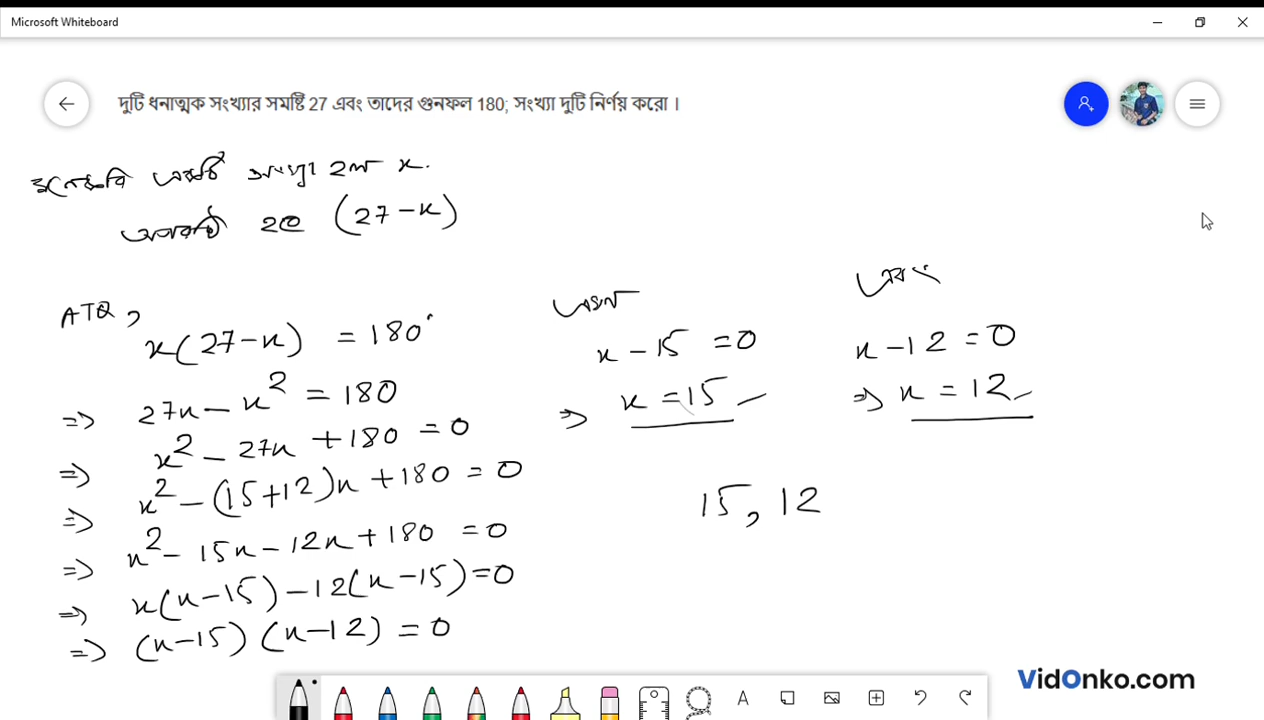 Microsoft Whiteboard
দুটি ধনাত্মক সংখ্যার সমষ্টি 27 এবং তাদের গুনফল 180; সংখ্যা দুটি নির্ণয় করো ।
একটি সংখ্যা হল x.
অপরটি হবে (27-x)
ATQ,
x(27-x) = 180
=> 27x - x² = 180
=> x² - 27x + 180 = 0
=> x² - (15+12)x + 180 = 0
=> x² - 15x - 12x + 180 = 0
=> x(x-15) - 12(x-15) = 0
=> (x-15) (x-12) = 0
x - 15 = 0
=> x = 15
এবং
x - 12 = 0
=> x = 12
15, 12
A
VidOnko.com